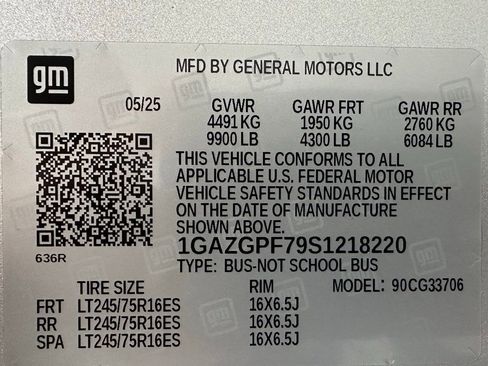 gm
MFD BY GENERAL MOTORS LLC
05/25 GVWR GAWR FRT GAWR RR
4491 KG 1950 KG 2760 KG
9900 LB 4300 LB 6084 LB
THIS VEHICLE CONFORMS TO ALL
APPLICABLE U.S. FEDERAL MOTOR
VEHICLE SAFETY STANDARDS IN EFFECT
ON THE DATE OF MANUFACTURE
SHOWN ABOVE.
1GAZGPF79S1218220
636R
TYPE: BUS-NOT SCHOOL BUS
TIRE SIZE RIM MODEL: 90CG33706
FRT LT245/75R16ES 16X6.5J
RR LT245/75R16ES 16X6.5J
SPA LT245/75R16ES 16X6.5J